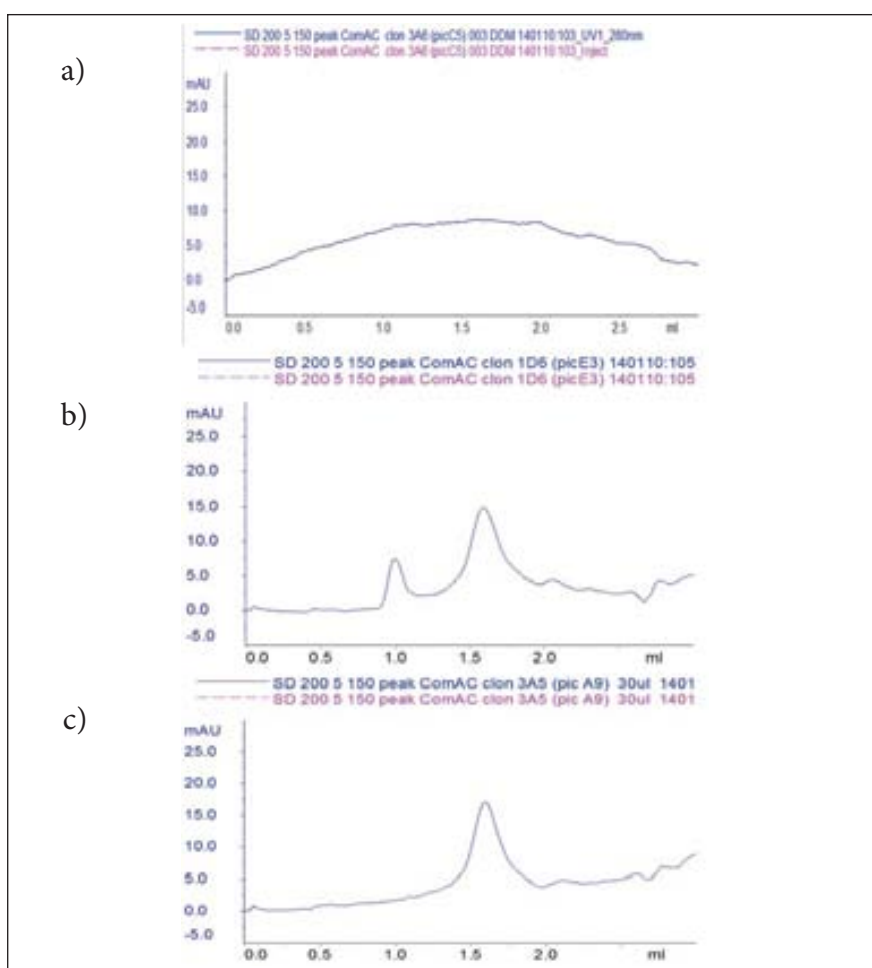 SD 200 5 150 peak ComAC clon 3A6 (picC5) 003 DDM 140110:103_UV1_280nm
SD 200 5 150 peak ComAC clon 3A6 (picC5) 003 DDM 140110:103_Inject
a)
mAU
25.0
20.0
15.0
10.0
5.0
0.0
-5.0
0.0 0.5 1.0 1.5 2.0 2.5 ml
SD 200 5 150 peak ComAC clon 1D6 (picE3) 140110:105
SD 200 5 150 peak ComAC clon 1D6 (picE3) 140110:105
b)
mAU
25.0
20.0
15.0
10.0
5.0
0.0
-5.0
0.0 0.5 1.0 1.5 2.0 ml
SD 200 5 150 peak ComAC clon 3A5 (pic A9) 30ul 1401
SD 200 5 150 peak ComAC clon 3A5 (pic A9) 30ul 1401
c)
mAU
25.0
20.0
15.0
10.0
5.0
0.0
-5.0
0.0 0.5 1.0 1.5 2.0 ml